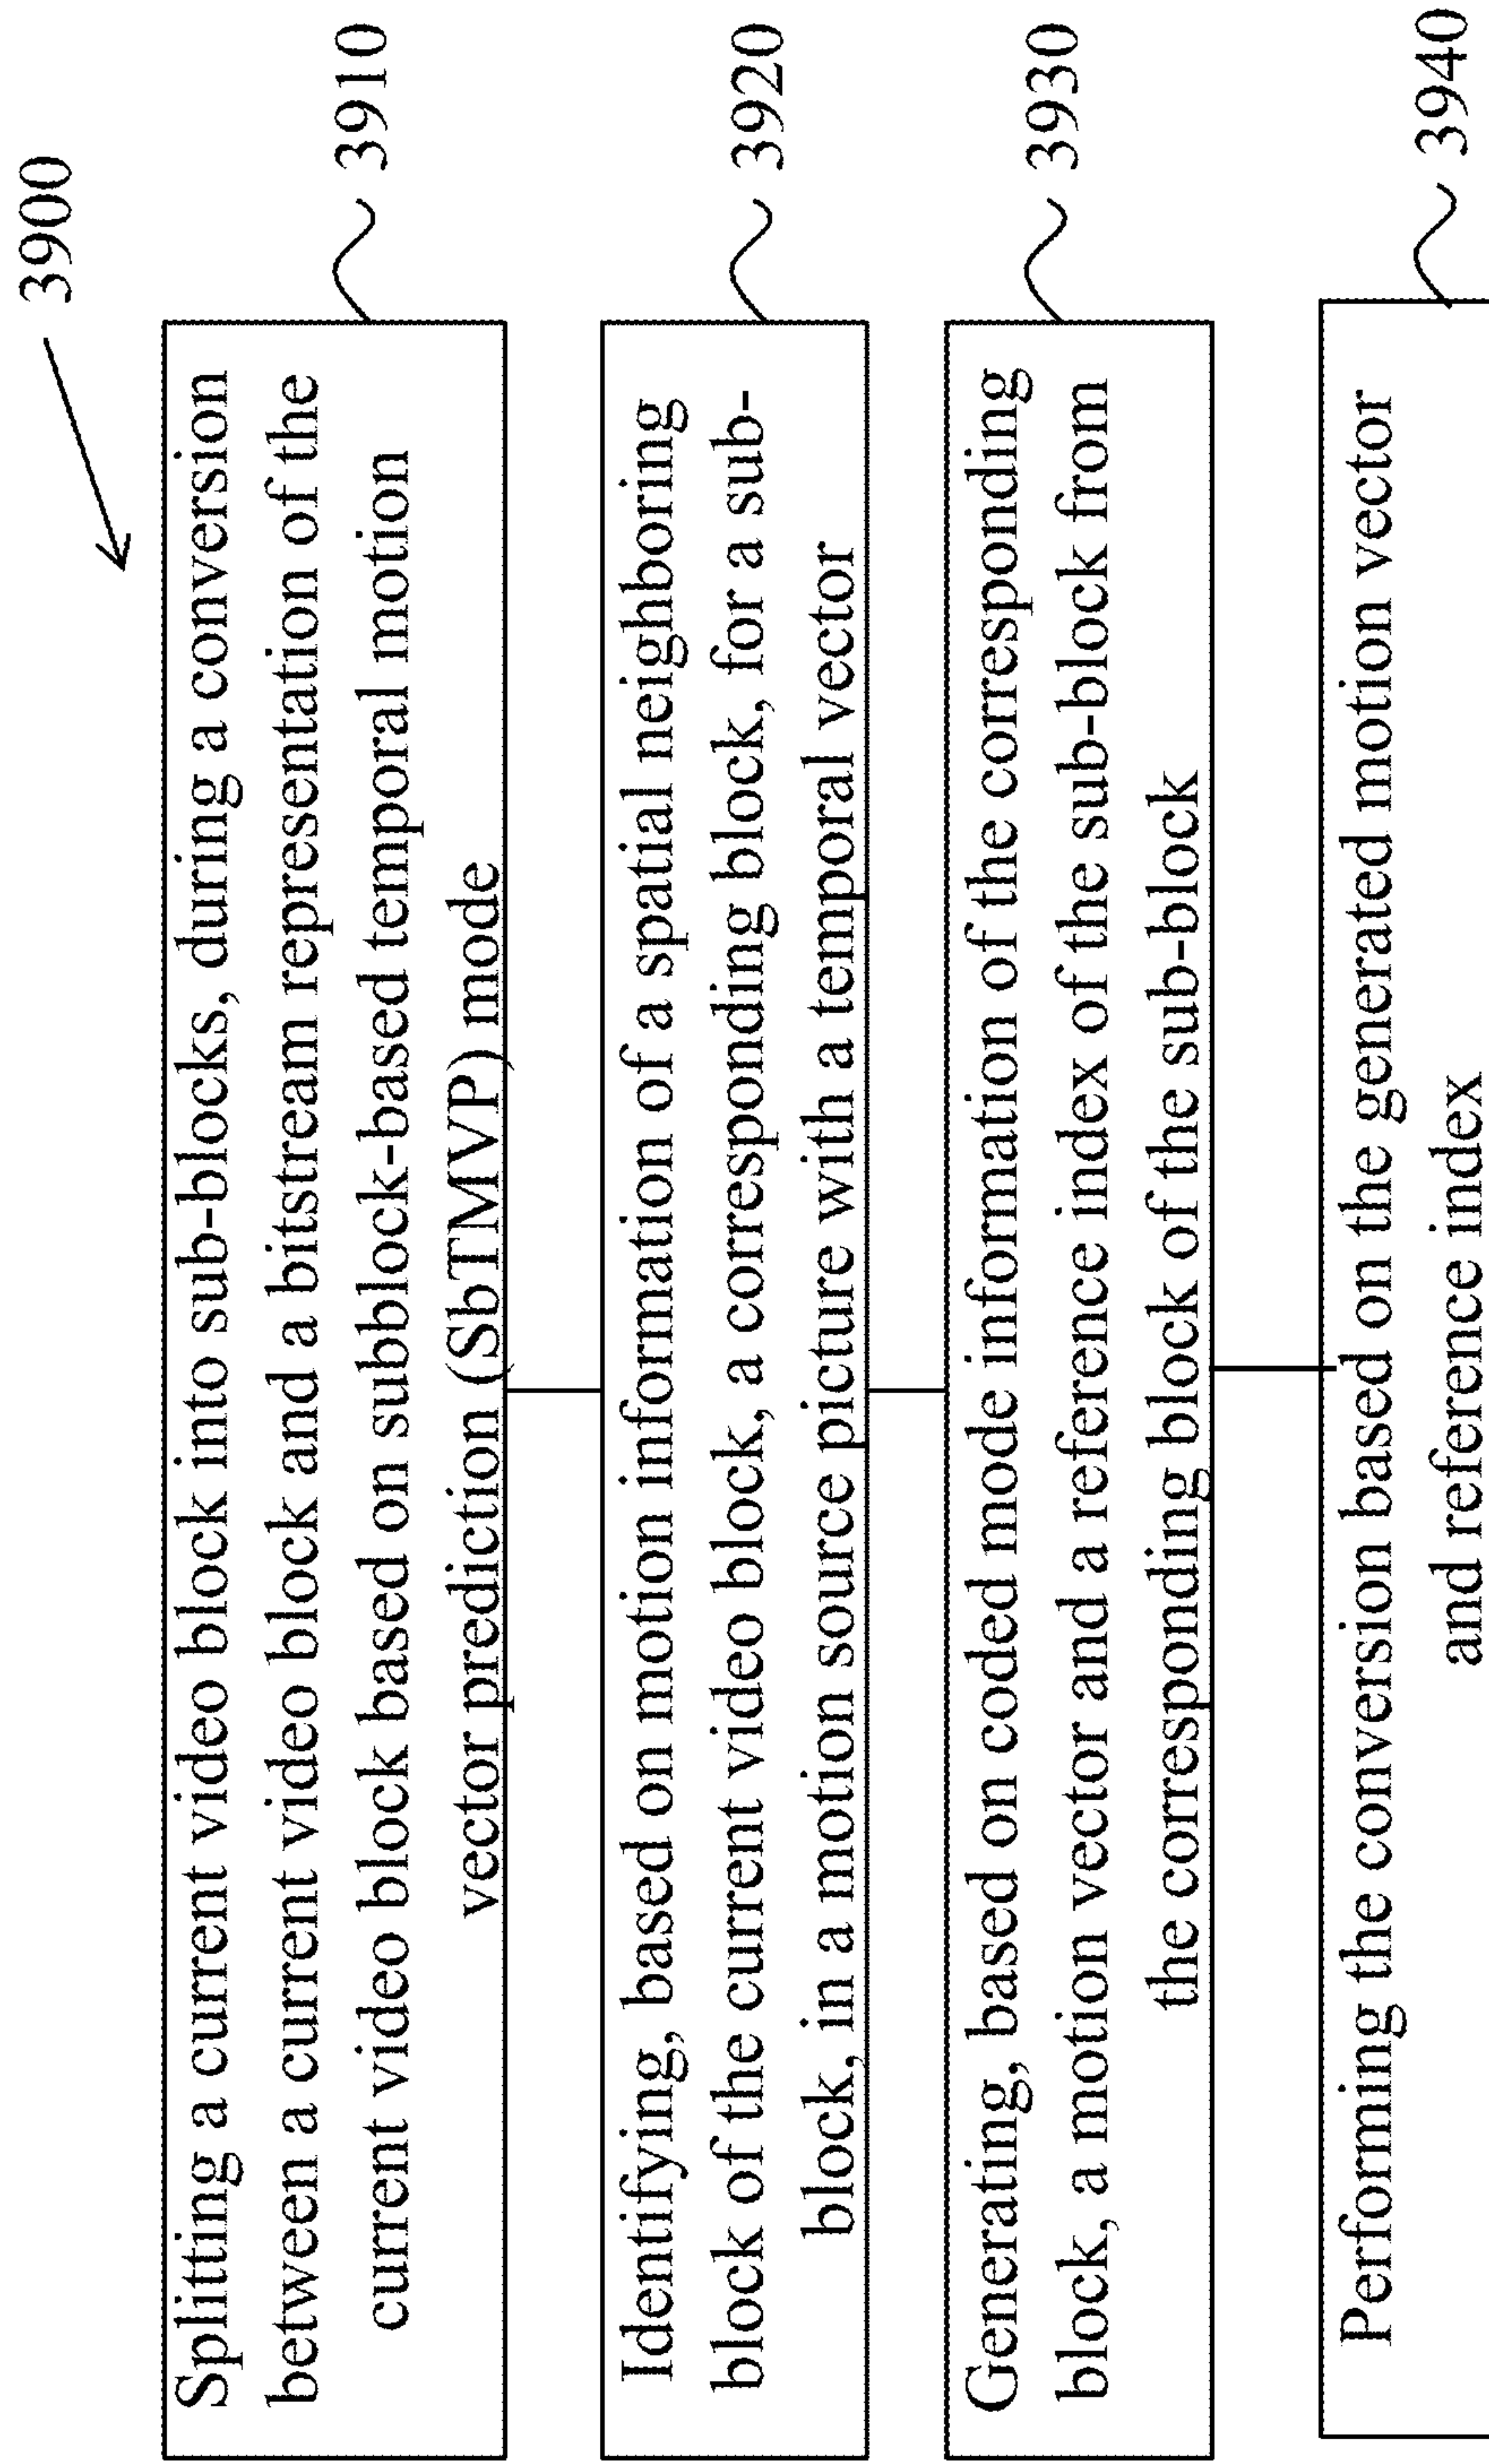 3900
Splitting a current video block into sub-blocks, during a conversion
between a current video block and a bitstream representation of the
current video block based on subblock-based temporal motion
vector prediction (SbTMVP) mode
3910
Identifying, based on motion information of a spatial neighboring
block of the current video block, a corresponding block, for a sub-
block, in a motion source picture with a temporal vector
3920
Generating, based on coded mode information of the corresponding
block, a motion vector and a reference index of the sub-block from
the corresponding block of the sub-block
3930
Performing the conversion based on the generated motion vector
and reference index
3940